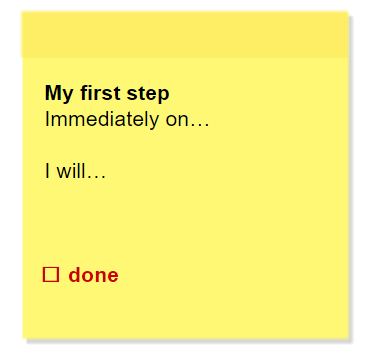 My first step
Immediately on…
I will…
☐ done